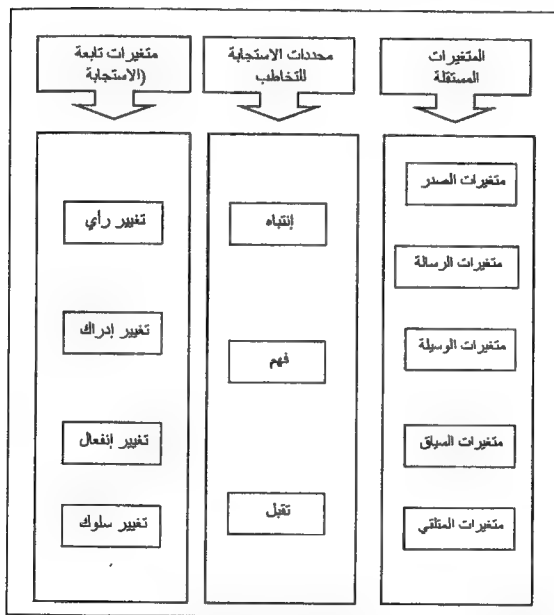 المتغيرات
المستقلة
متغيرات الصدر
متغيرات الرسالة
متغيرات الوسيلة
متغيرات السياق
متغيرات المتلقي
محددات الاستجابة
للتخاطب
إنتباه
فهم
تقبل
متغيرات تابعة
(الاستجابة
تغيير رأي
تغيير إدراك
تغيير إنفعال
تغيير سلوك